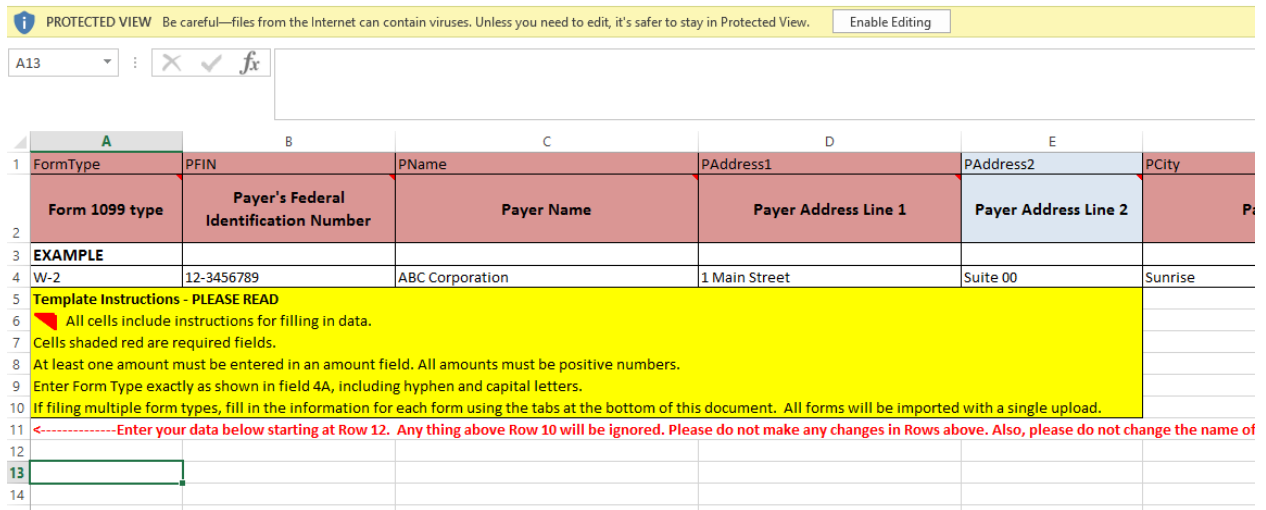 PROTECTED VIEW Be careful—files from the Internet can contain viruses. Unless you need to edit, it's safer to stay in Protected View. Enable Editing
A13 fx
A B C D E
1 FormType PFIN PName PAddress1 PAddress2 PCity
2 Form 1099 type Payer's Federal Identification Number Payer Name Payer Address Line 1 Payer Address Line 2
3 EXAMPLE
4 W-2 12-3456789 ABC Corporation 1 Main Street Suite 00 Sunrise
5 Template Instructions - PLEASE READ
6 All cells include instructions for filling in data.
7 Cells shaded red are required fields.
8 At least one amount must be entered in an amount field. All amounts must be positive numbers.
9 Enter Form Type exactly as shown in field 4A, including hyphen and capital letters.
10 If filing multiple form types, fill in the information for each form using the tabs at the bottom of this document. All forms will be imported with a single upload.
11 <--------------Enter your data below starting at Row 12. Any thing above Row 10 will be ignored. Please do not make any changes in Rows above. Also, please do not change the name of
12
13
14